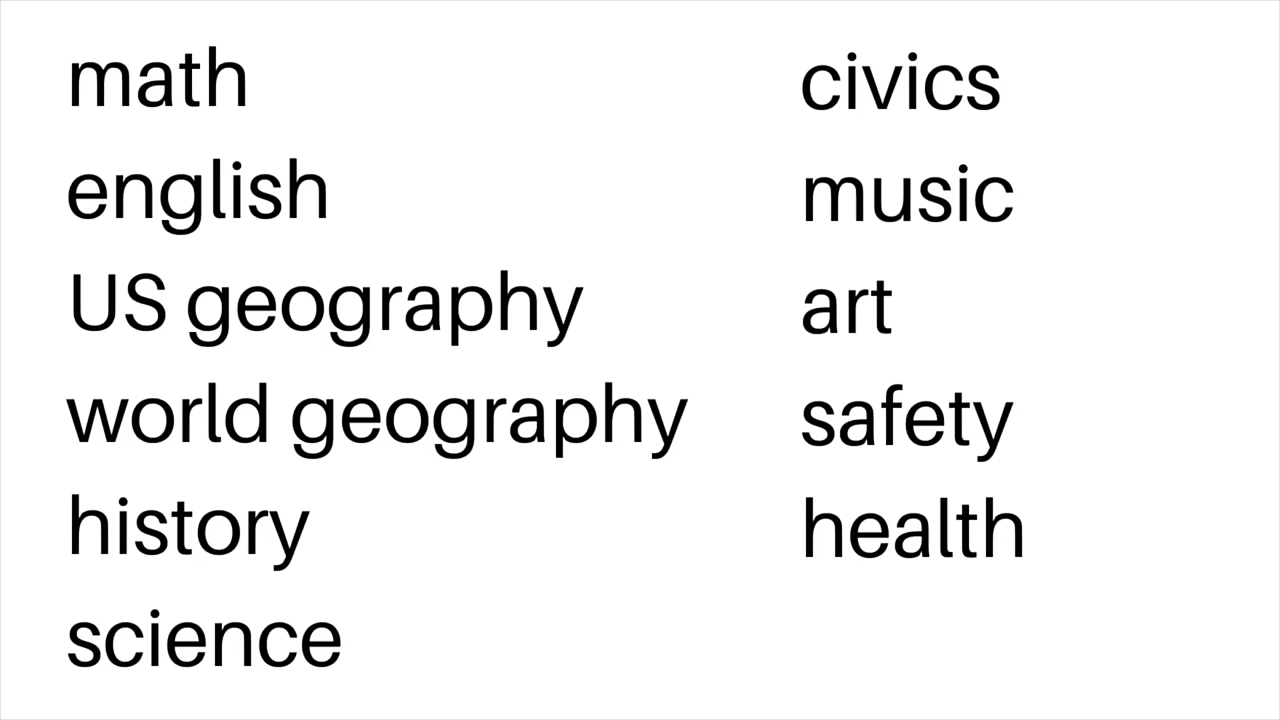 math
english
US geography
world geography
history
science
civics
music
art
safety
health